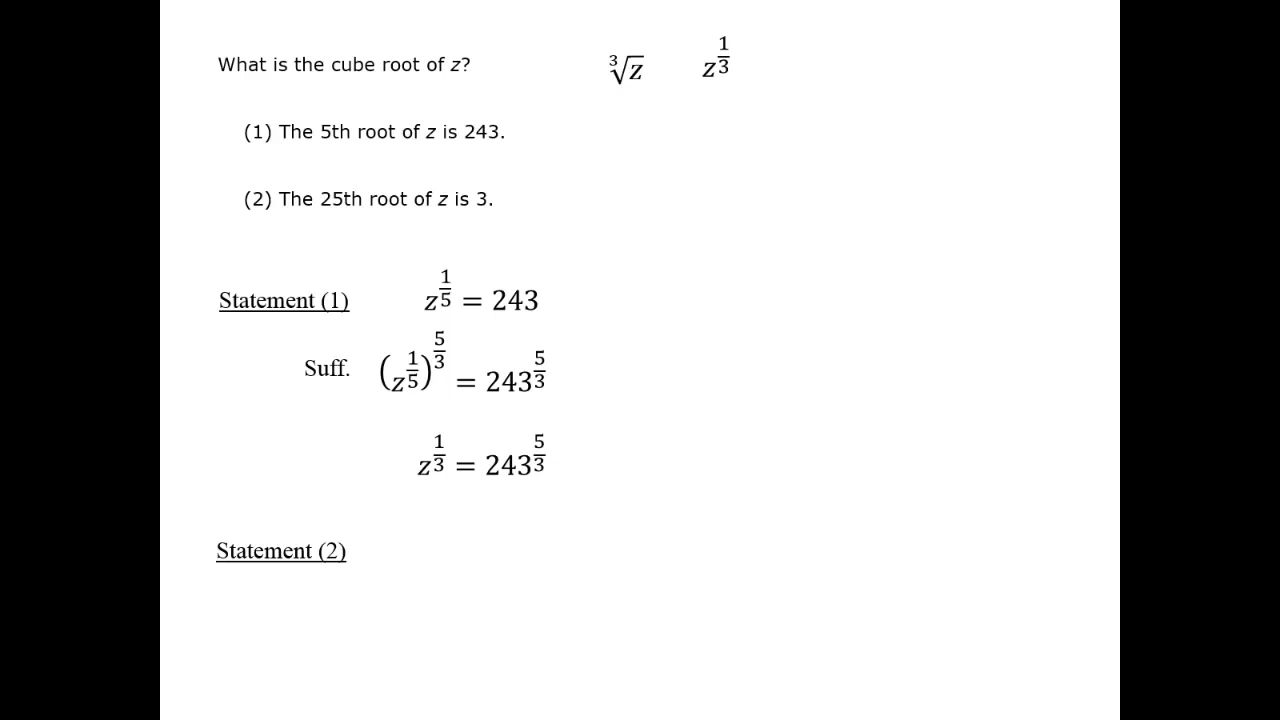 What is the cube root of z? ∛z z^(1/3)
(1) The 5th root of z is 243.
(2) The 25th root of z is 3.
Statement (1) z^(1/5) = 243
Suff. (z^(1/5))^(5/3) = 243^(5/3)
z^(1/3) = 243^(5/3)
Statement (2)